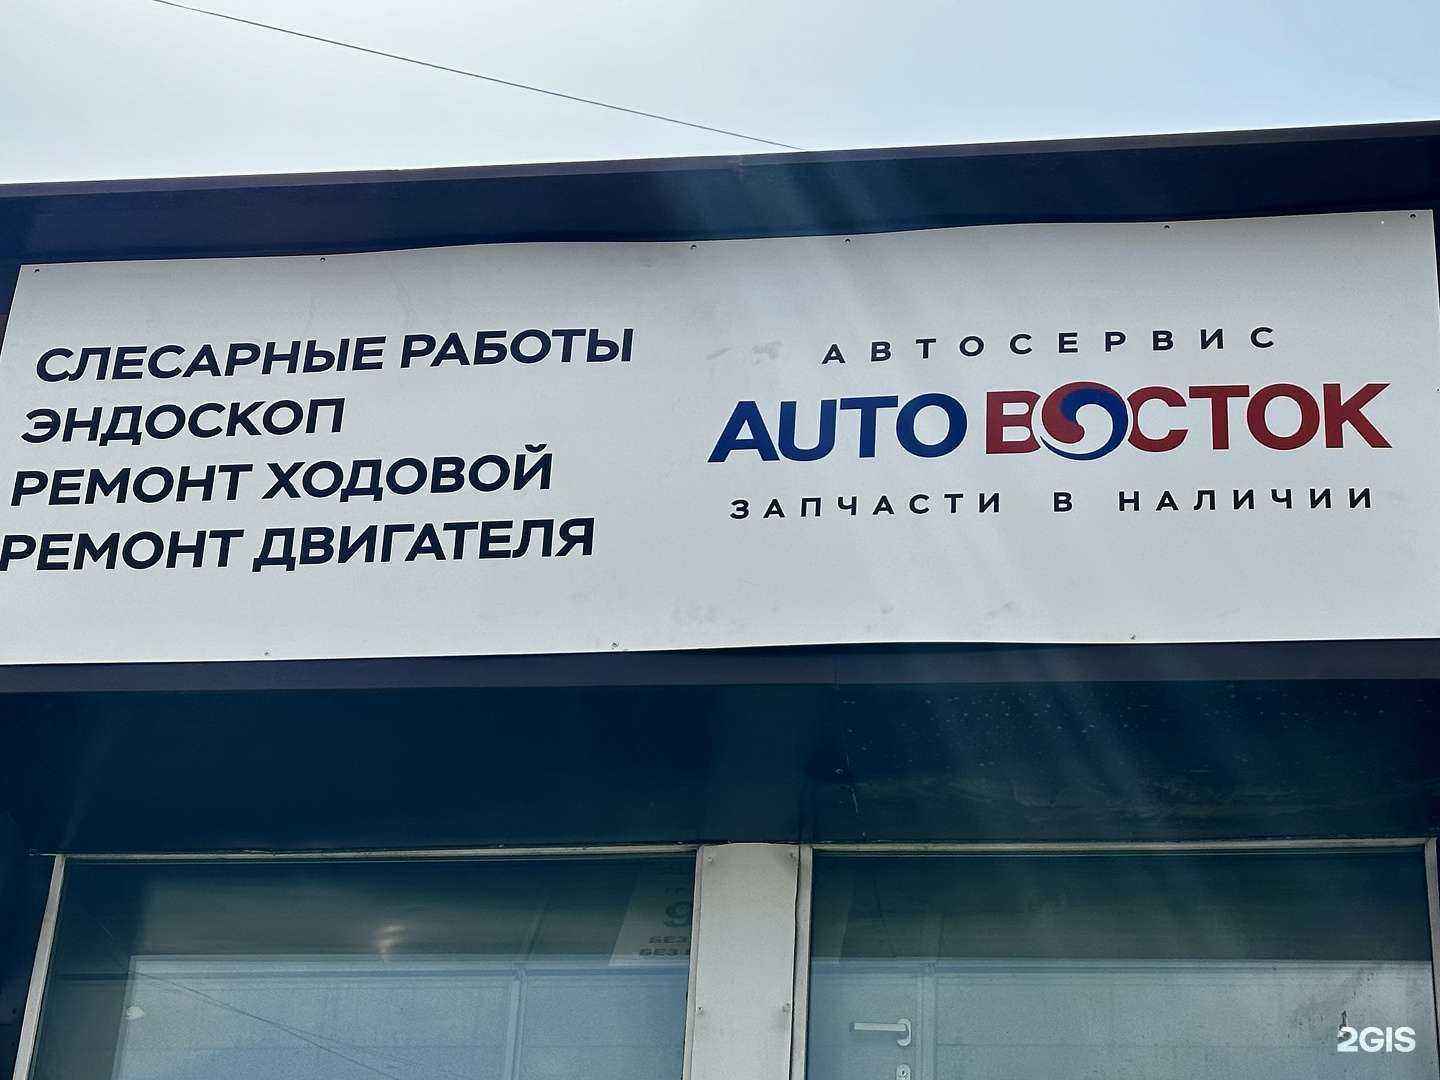 СЛЕСАРНЫЕ РАБОТЫ
ЭНДОСКОП
РЕМОНТ ХОДОВОЙ
РЕМОНТ ДВИГАТЕЛЯ
АВТОСЕРВИС
AUTO ВОСТОК
ЗАПЧАСТИ В НАЛИЧИИ
2GIS